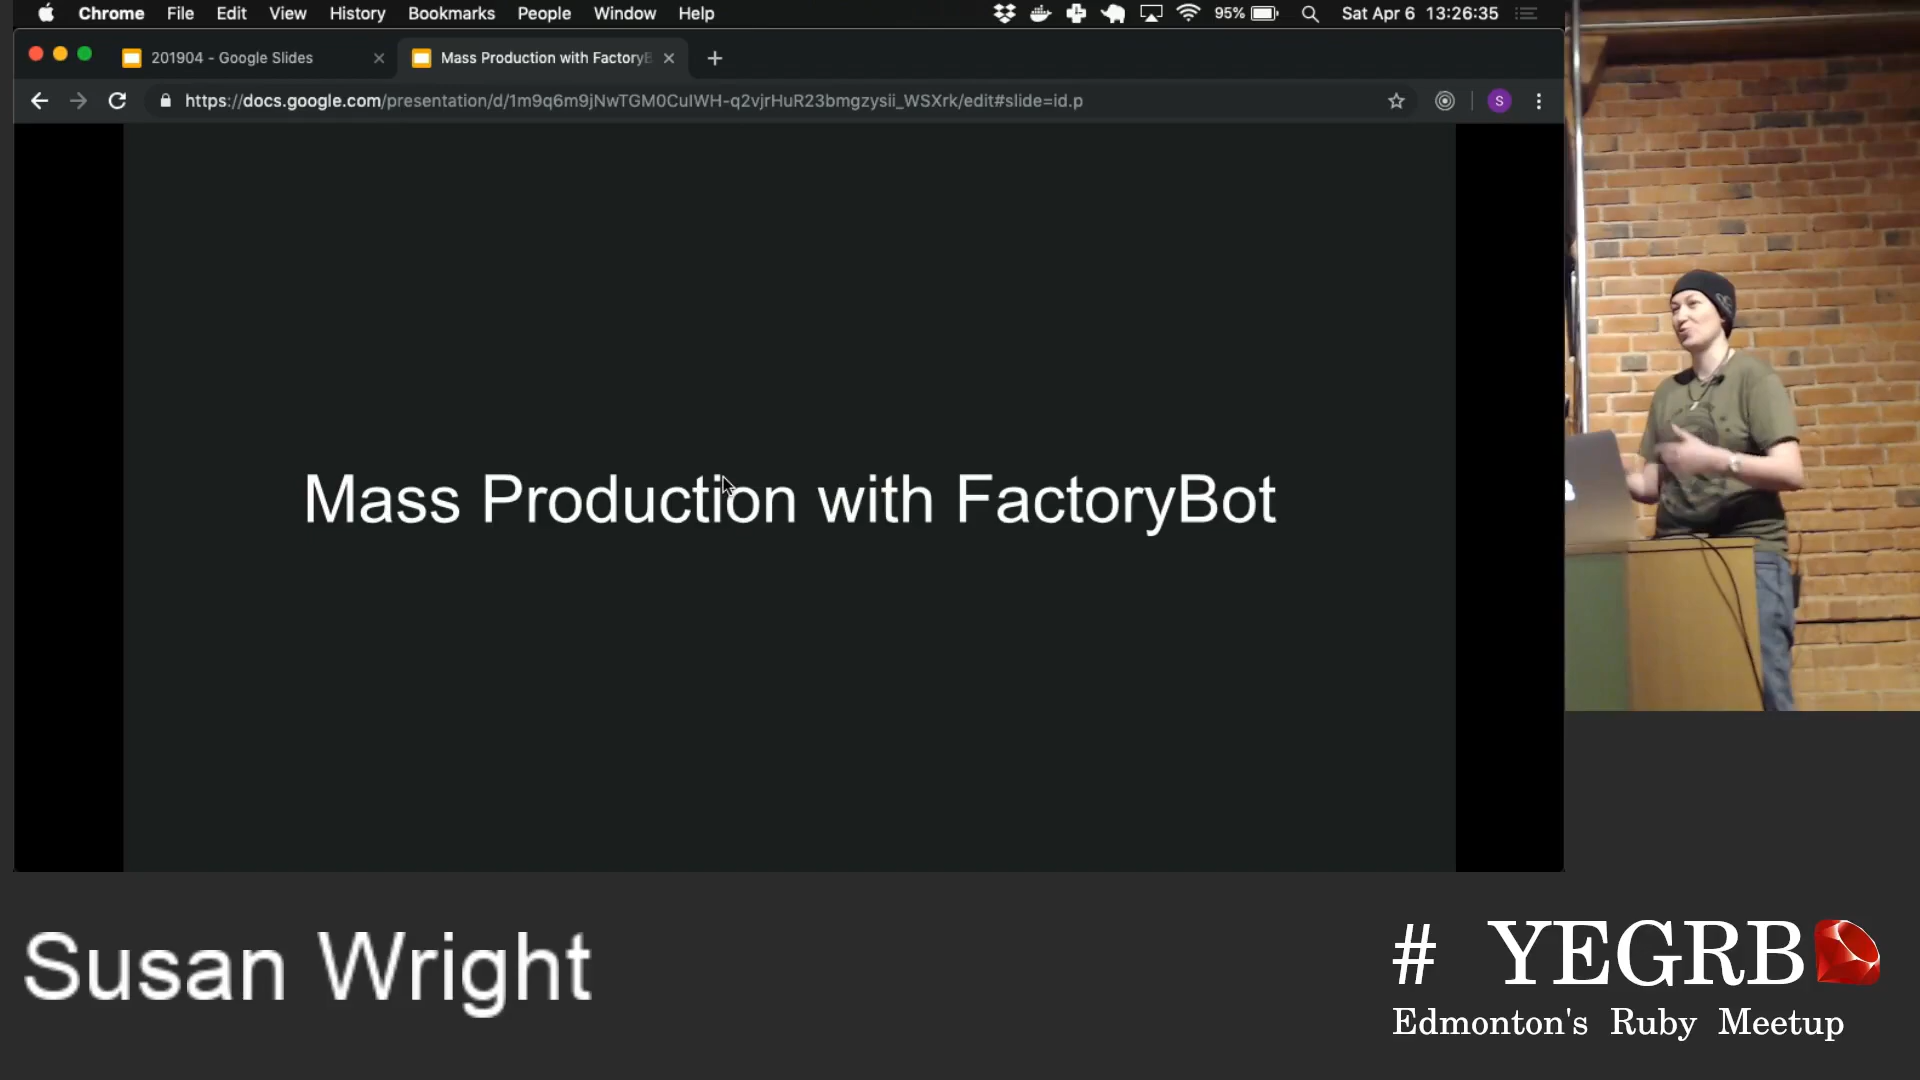 Chrome File Edit View History Bookmarks People Window Help 95% Sat Apr 6 13:26:35
201904 - Google Slides
Mass Production with FactoryB
https://docs.google.com/presentation/d/1m9q6m9jNwTGM0CuIWH-q2vjrHuR23bmgzysii_WSXrk/edit#slide=id.p
S
Mass Production with FactoryBot
Susan Wright
# YEGRB
Edmonton's Ruby Meetup